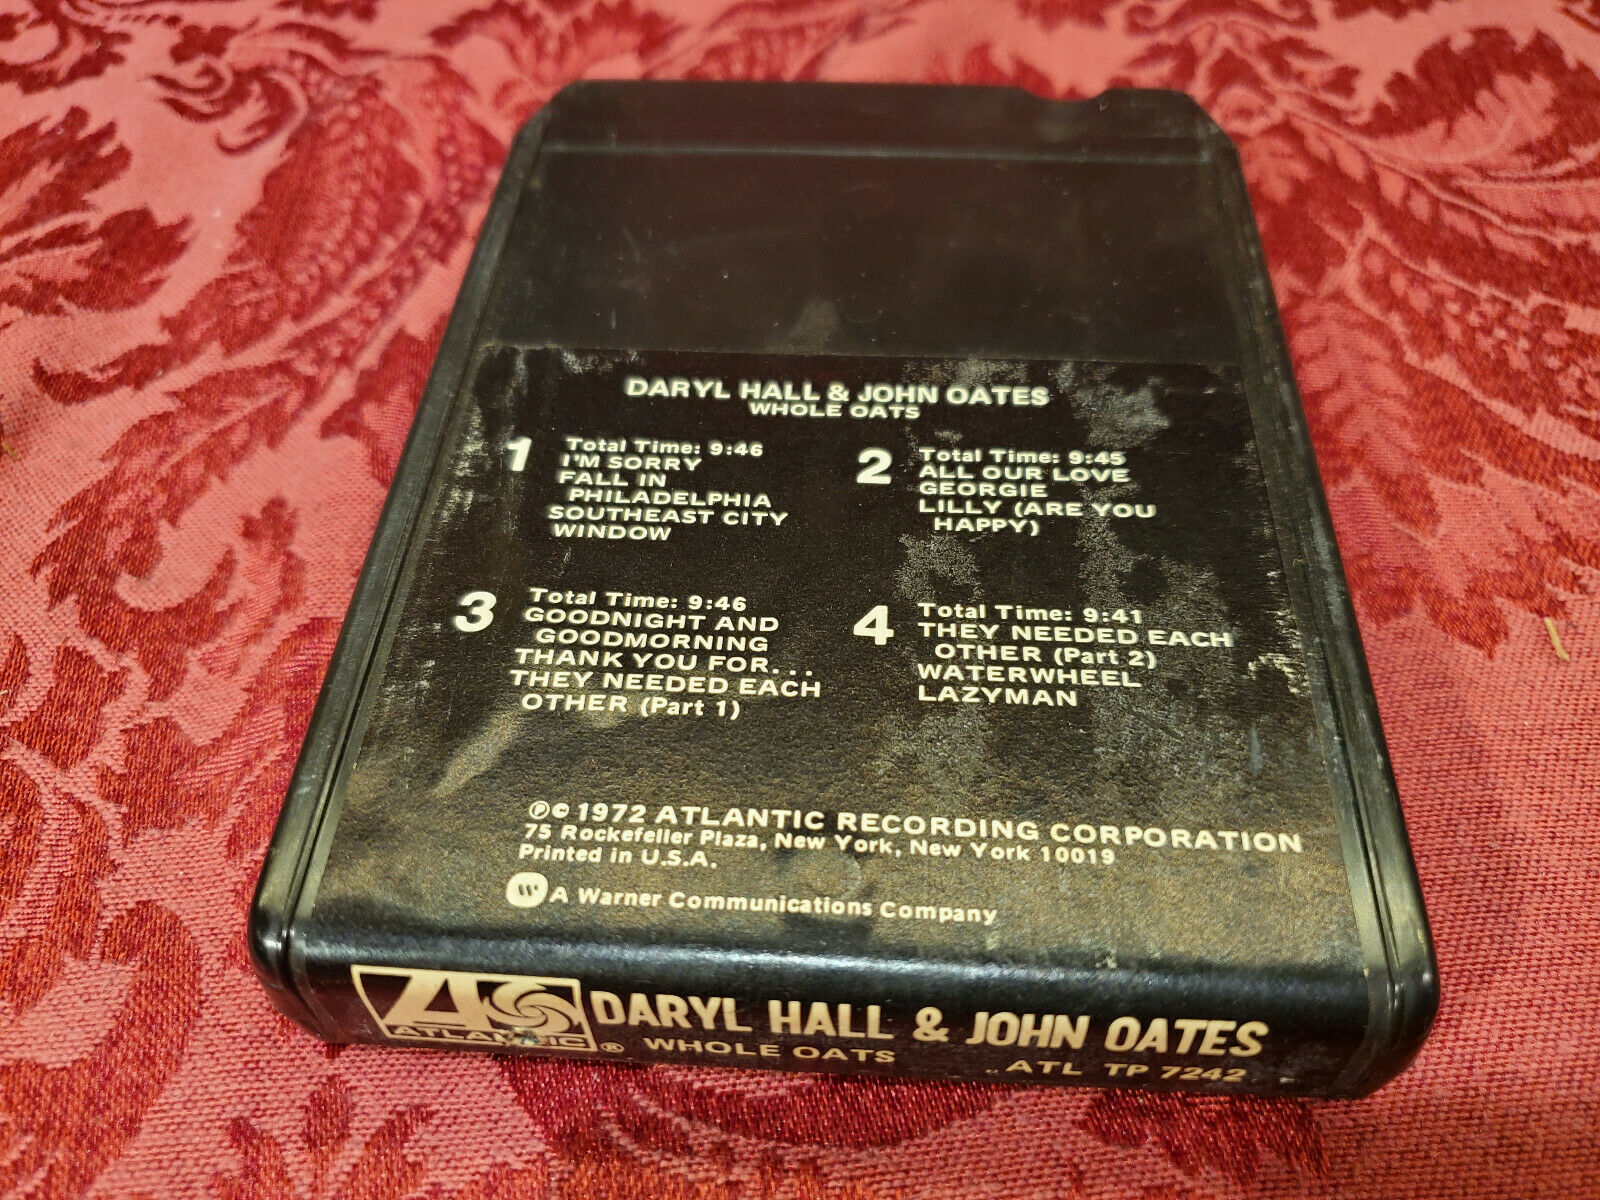 DARYL HALL & JOHN OATES
WHOLE OATS
1 Total Time: 9:46
I'M SORRY
FALL IN
PHILADELPHIA
SOUTHEAST CITY
WINDOW
2 Total Time: 9:45
ALL OUR LOVE
GEORGIE
LILLY (ARE YOU
HAPPY)
3 Total Time: 9:46
GOODNIGHT AND
GOODMORNING
THANK YOU FOR...
THEY NEEDED EACH
OTHER (Part 1)
4 Total Time: 9:41
THEY NEEDED EACH
OTHER (Part 2)
WATERWHEEL
LAZYMAN
℗© 1972 ATLANTIC RECORDING CORPORATION
75 Rockefeller Plaza, New York, New York 10019
Printed in U.S.A.
W A Warner Communications Company
A
ATLANTIC ®
DARYL HALL & JOHN OATES
WHOLE OATS ATL TP 7242